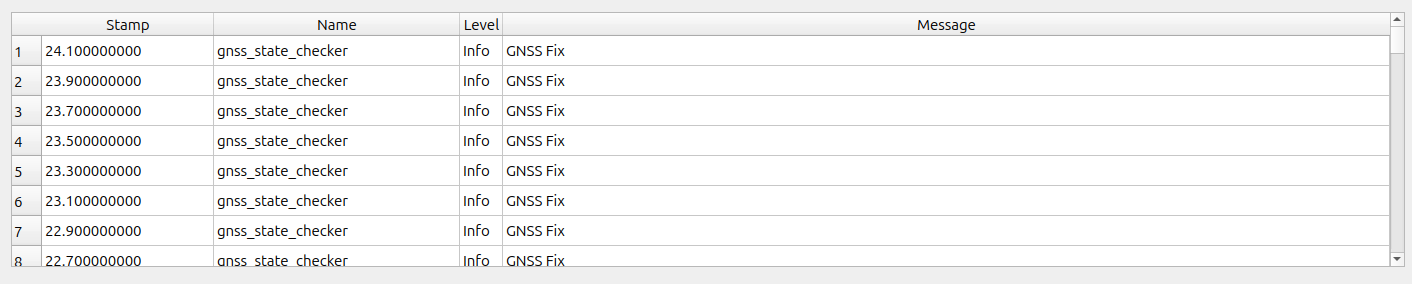 Stamp Name Level Message
1 24.100000000 gnss_state_checker Info GNSS Fix
2 23.900000000 gnss_state_checker Info GNSS Fix
3 23.700000000 gnss_state_checker Info GNSS Fix
4 23.500000000 gnss_state_checker Info GNSS Fix
5 23.300000000 gnss_state_checker Info GNSS Fix
6 23.100000000 gnss_state_checker Info GNSS Fix
7 22.900000000 gnss_state_checker Info GNSS Fix
8 22.700000000 gnss_state_checker Info GNSS Fix